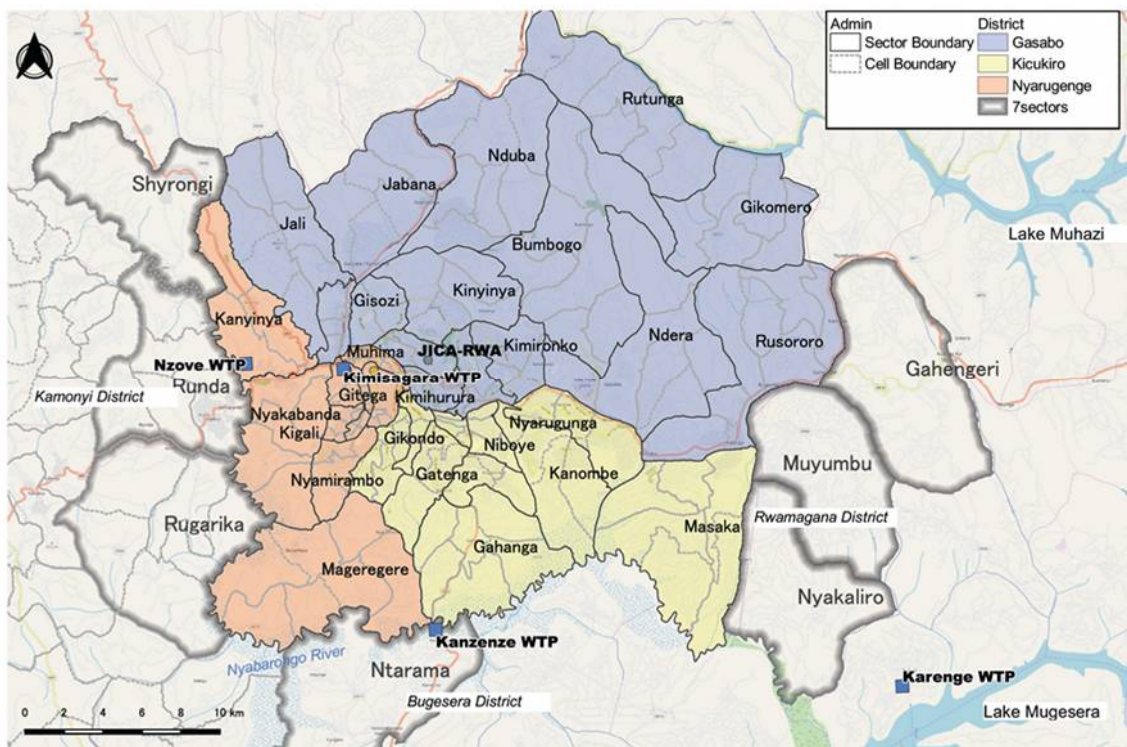 Admin
Sector Boundary
Cell Boundary
District
Gasabo
Kicukiro
Nyarugenge
7sectors
Rutunga
Nduba
Shyrongi
Jabana
Gikomero
Jali
Lake Muhazi
Bumbogo
Gisozi
Kinyinya
Kanyinya
Ndera
Rusororo
Muhima
JICA-RWA
Kimironko
Nzove WTP
Gahengeri
Kimisagara WTP
Runda
Kamonyi District
Gitega
Kimihurura
Nyakabanda
Nyarugunga
Kigali
Gikondo
Niboye
Muyumbu
Nyamirambo
Gatenga
Kanombe
Rwamagana District
Rugarika
Masaka
Gahanga
Mageregere
Nyakaliro
Kanzenze WTP
Nyabarongo River
Ntarama
Karenge WTP
Bugesera District
Lake Mugesera
0 2 4 6 8 10 km